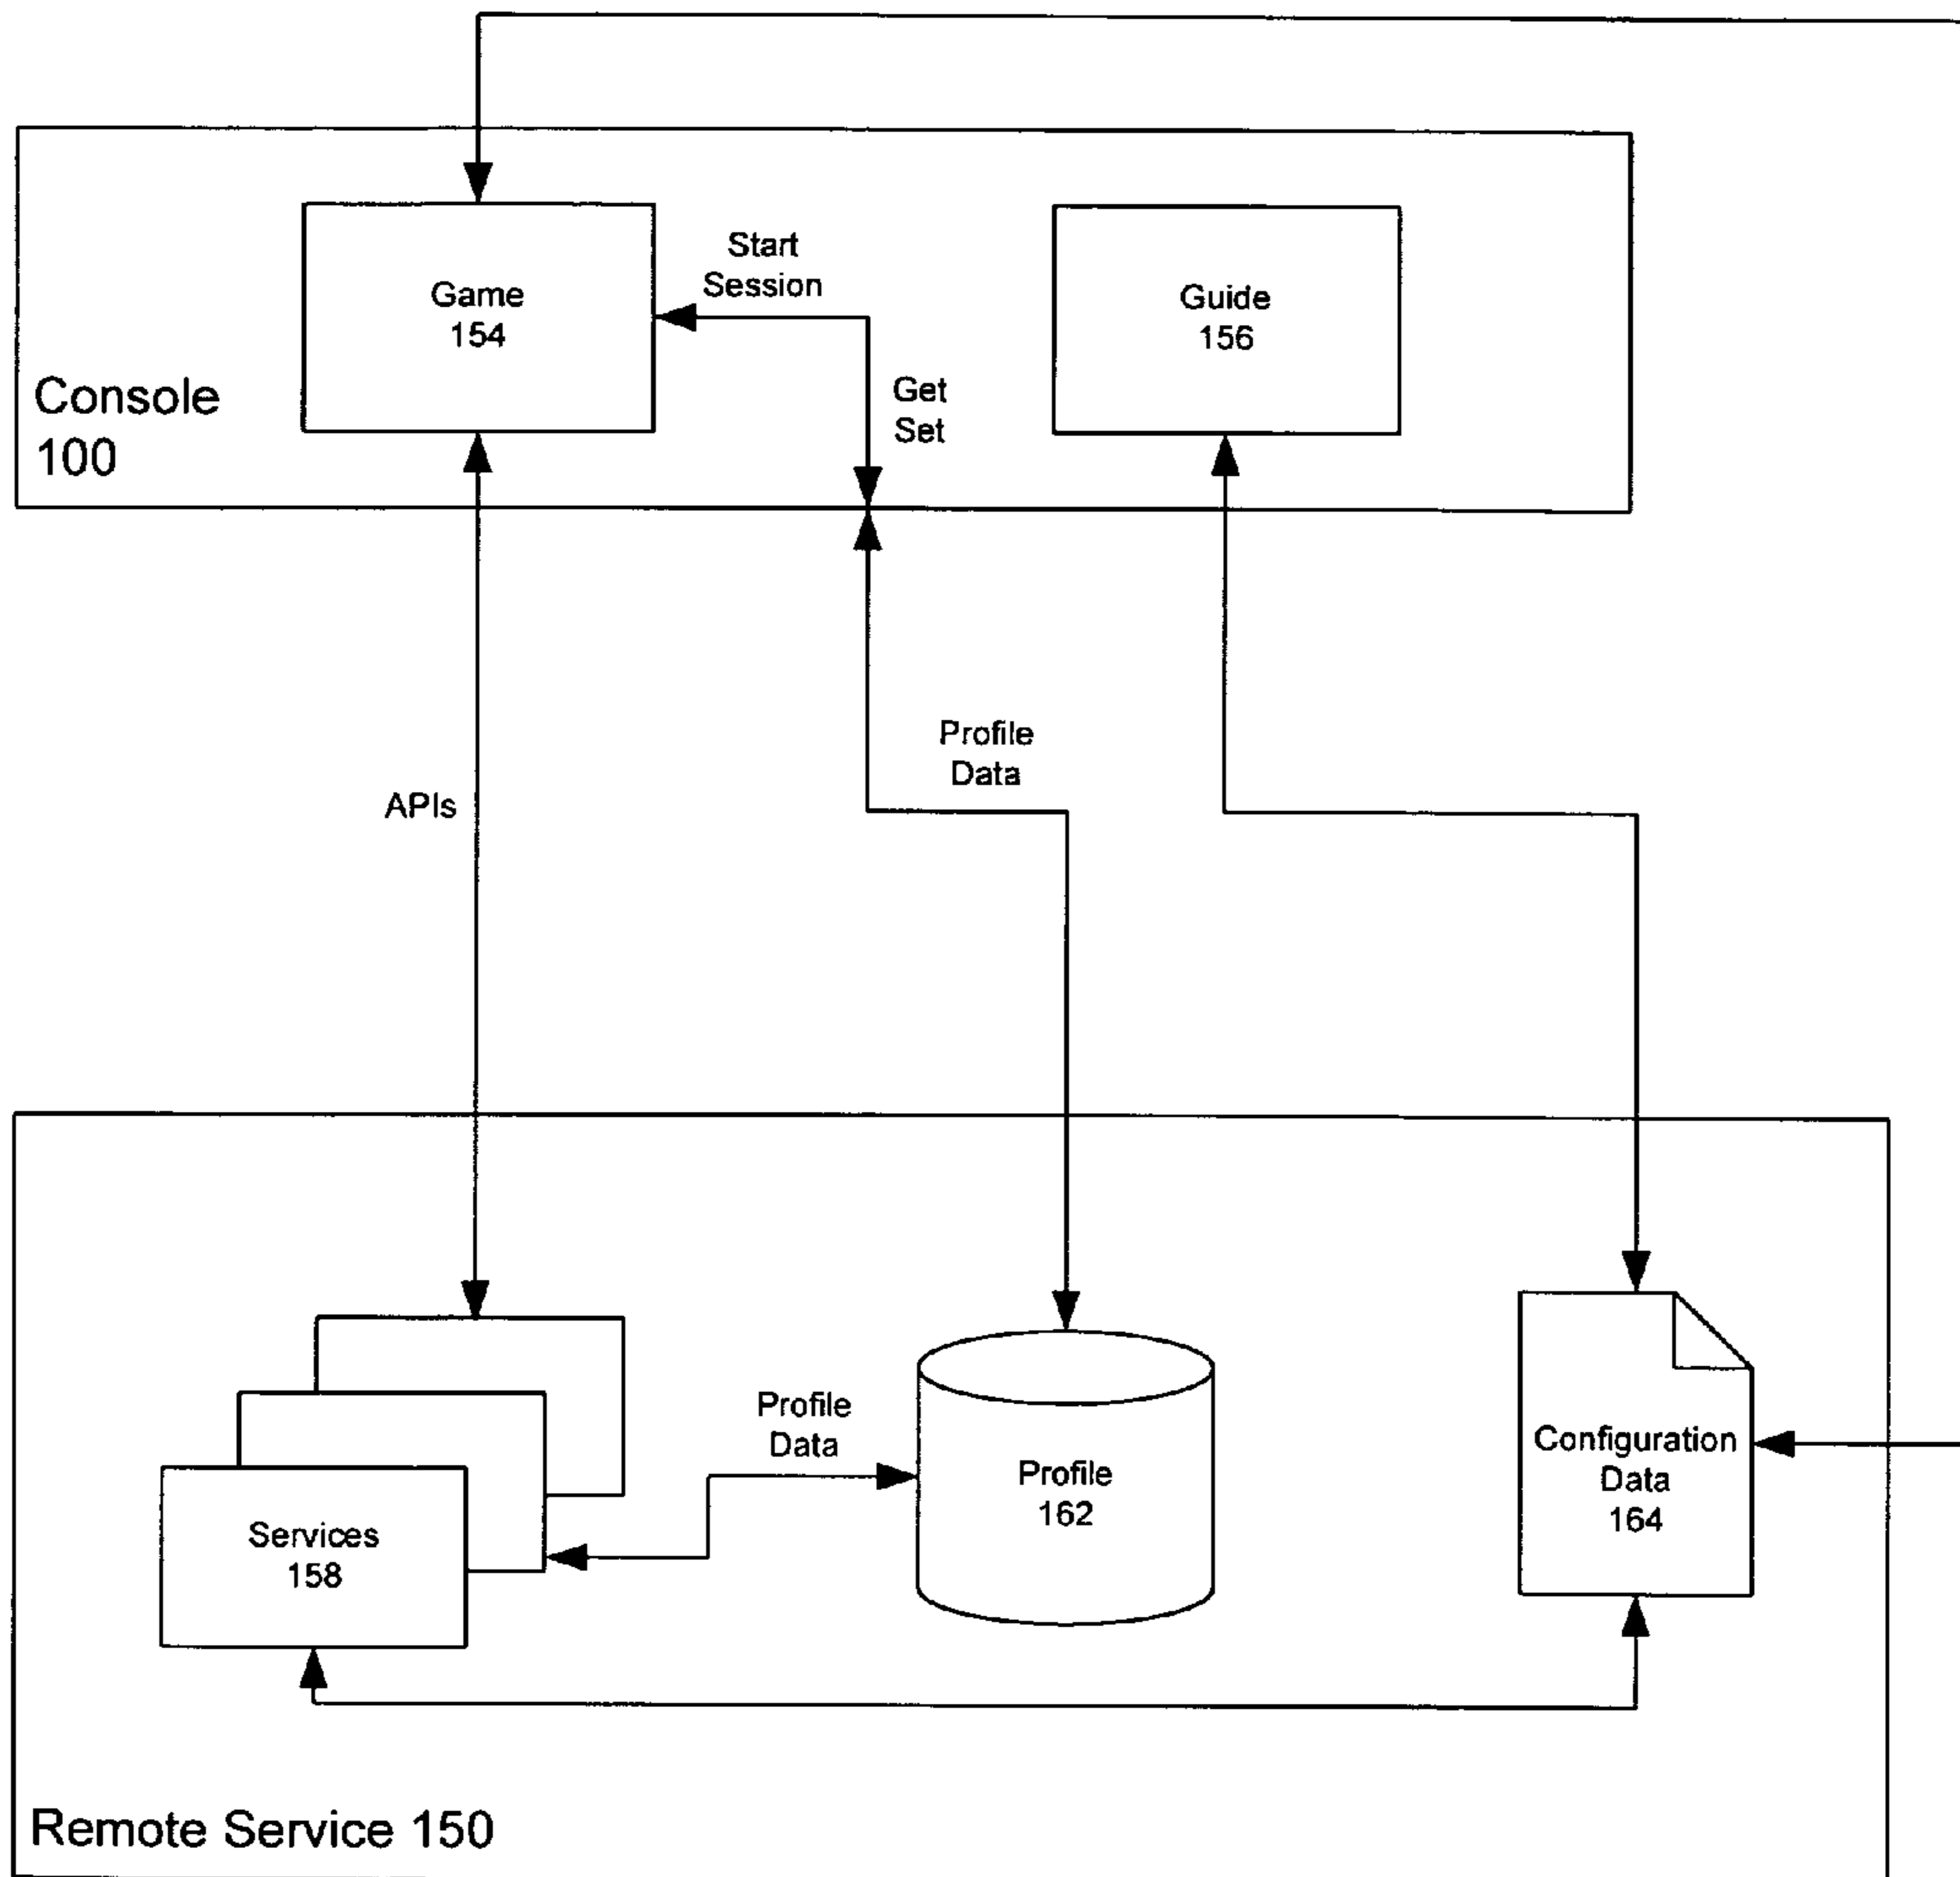 Start
Session
Game
154
Guide
156
Get
Set
Console
100
Profile
Data
APIs
Profile
Data
Profile
162
Configuration
Data
164
Services
158
Remote Service 150